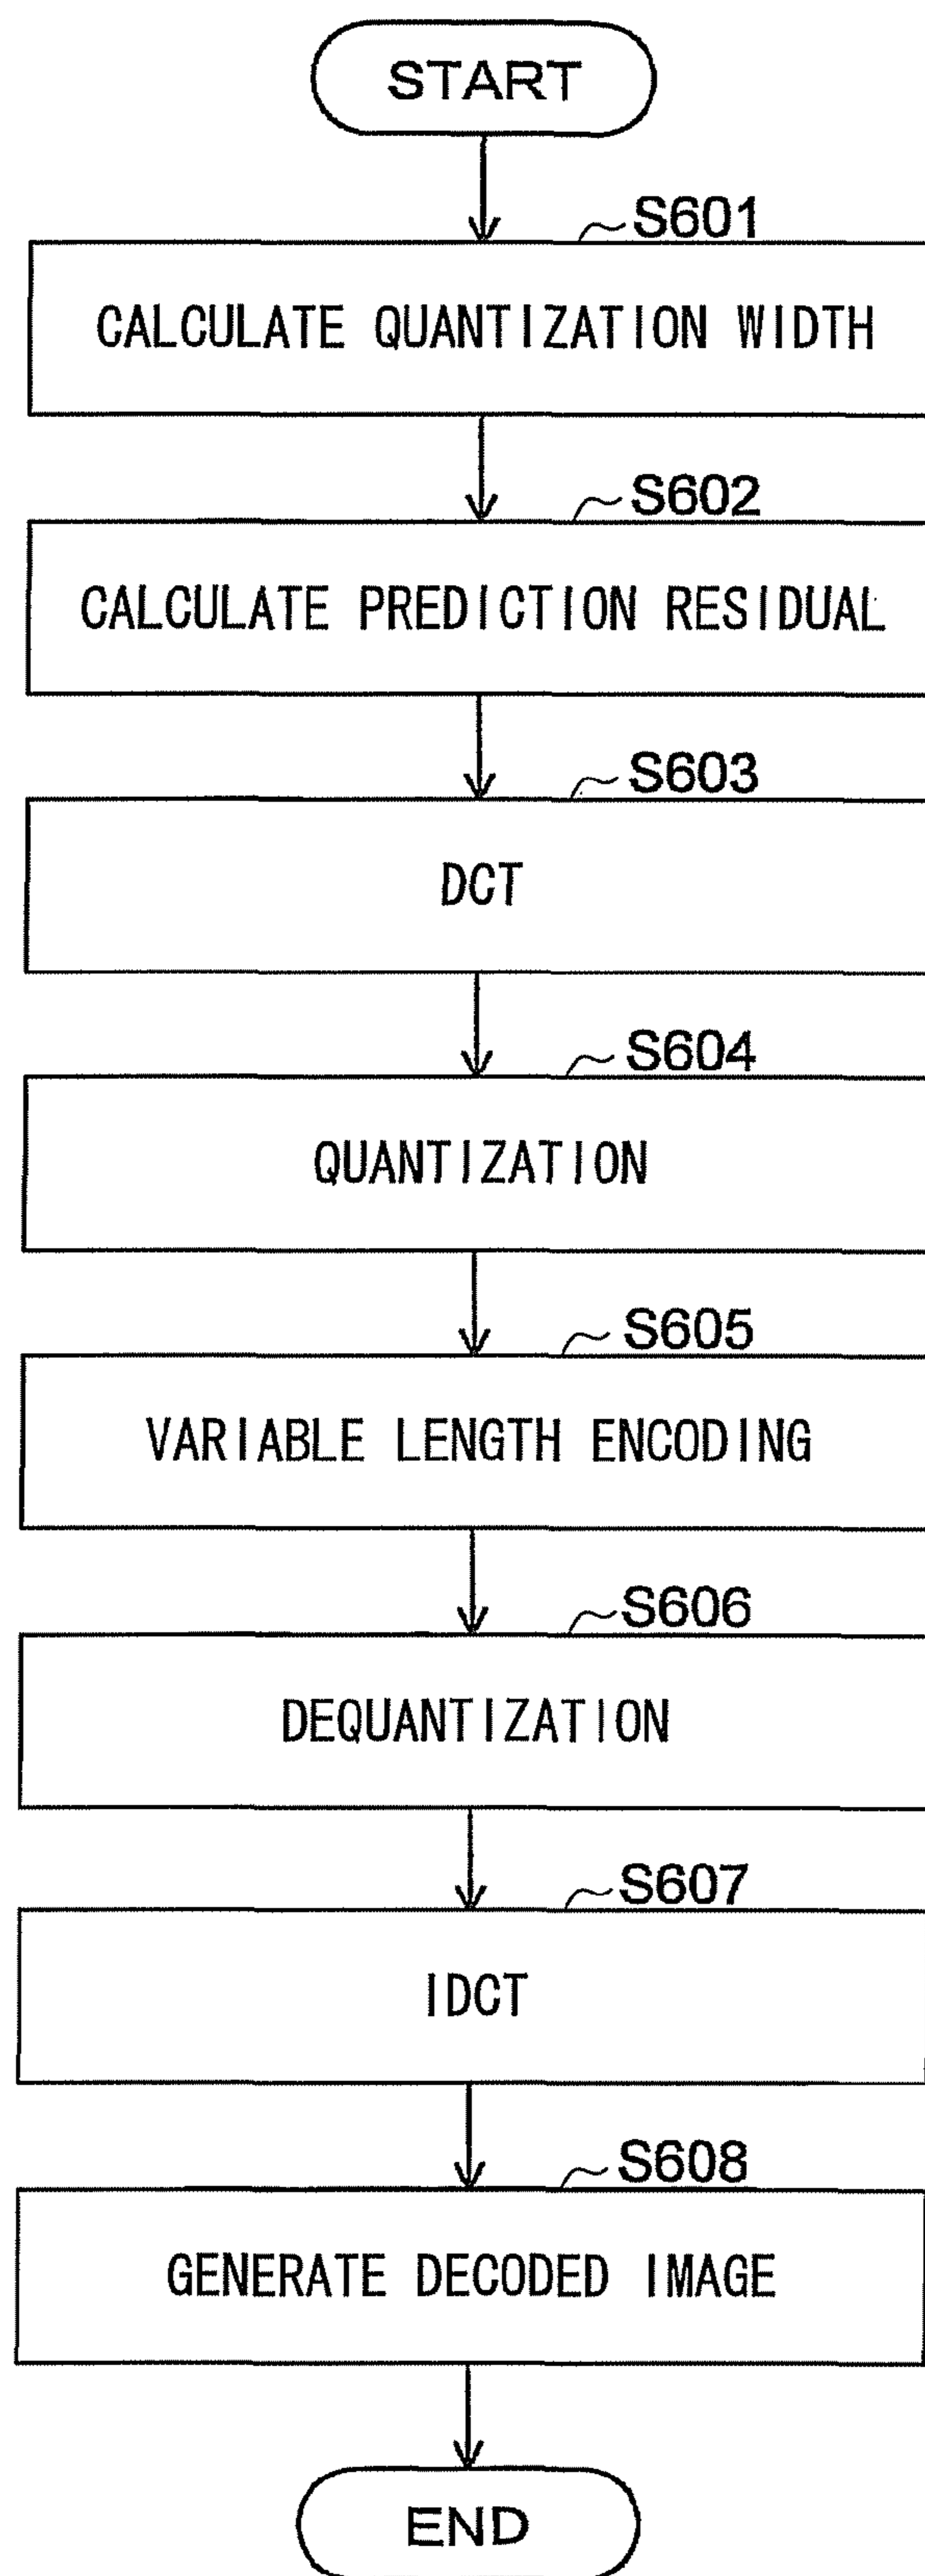 START
S601
CALCULATE QUANTIZATION WIDTH
S602
CALCULATE PREDICTION RESIDUAL
S603
DCT
S604
QUANTIZATION
S605
VARIABLE LENGTH ENCODING
S606
DEQUANTIZATION
S607
IDCT
S608
GENERATE DECODED IMAGE
END